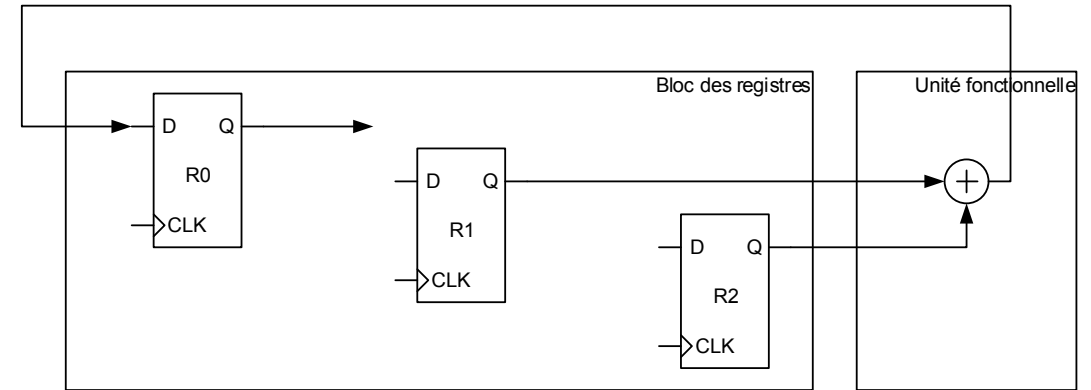 Bloc des registres
Unité fonctionnelle
D Q
R0
CLK
D Q
R1
CLK
D Q
R2
CLK
+